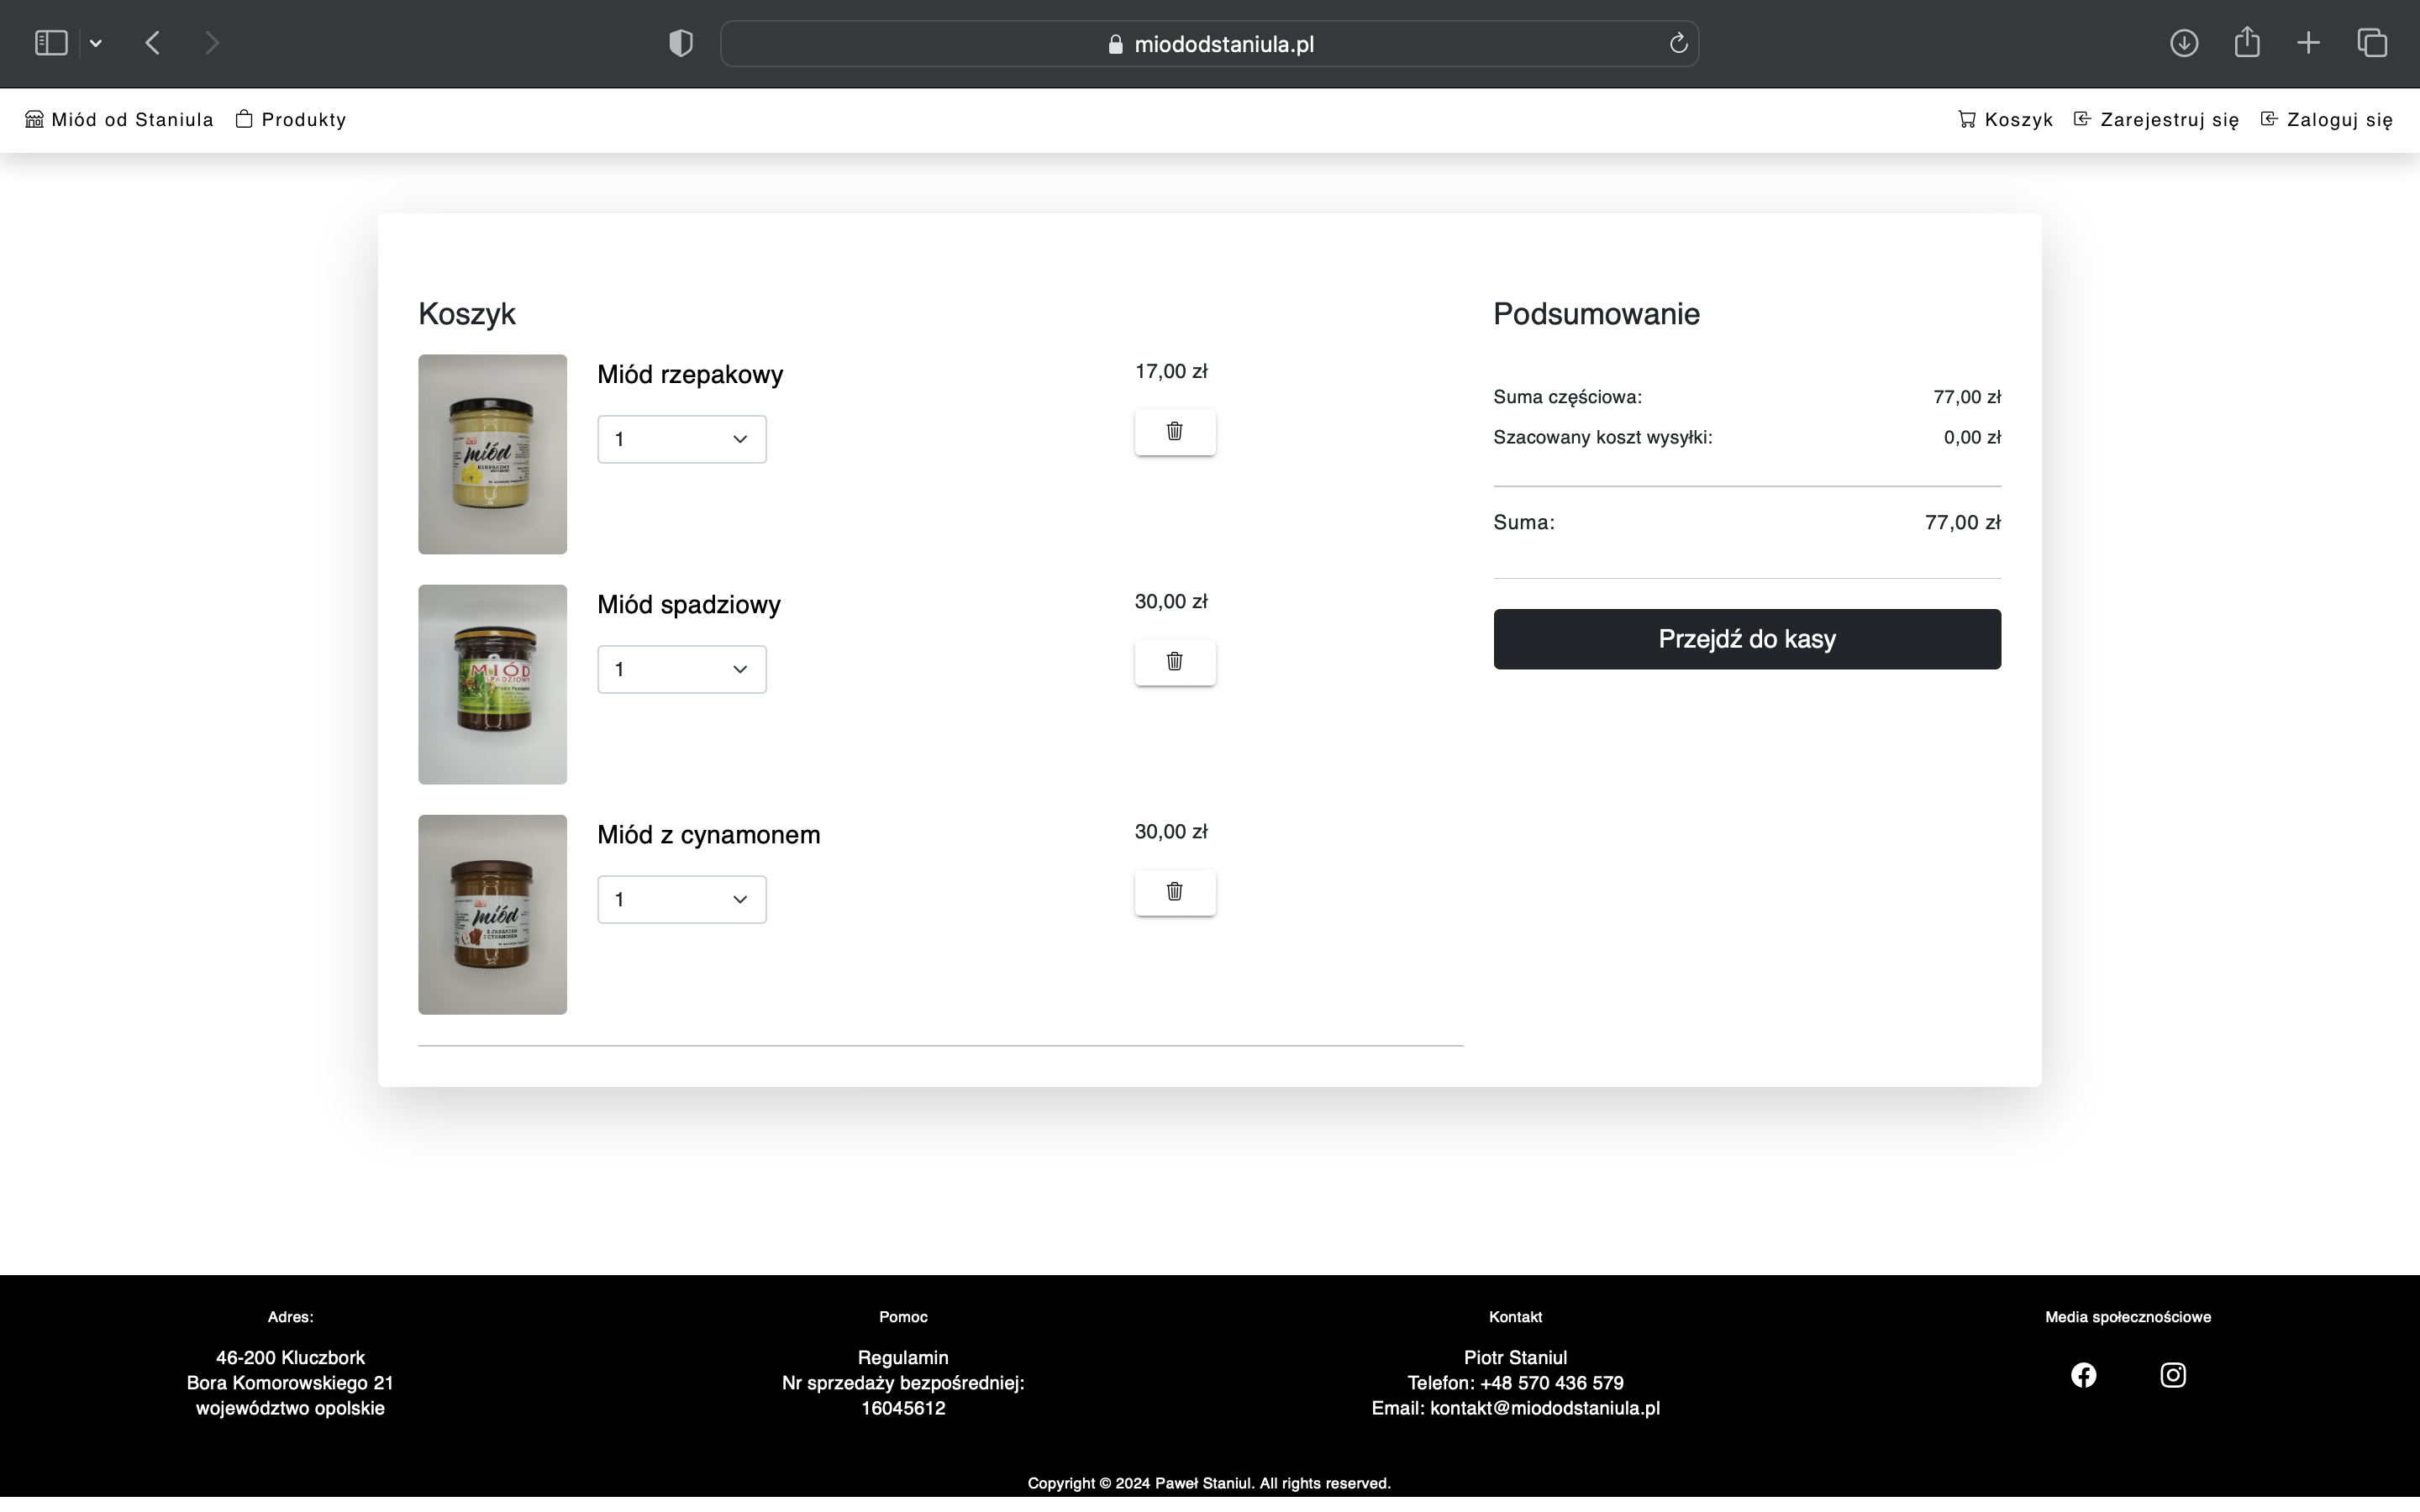 miododstaniula.pl
Miód od Staniula Produkty Koszyk Zarejestruj się Zaloguj się
Koszyk
Miód rzepakowy 17,00 zł
1
miód
RZEPAKOWY
Miód spadziowy 30,00 zł
1
MIÓD
SPADZIOWY
Miód z cynamonem 30,00 zł
1
miód
Z JABŁKIEM
I CYNAMONEM
Podsumowanie
Suma częściowa: 77,00 zł
Szacowany koszt wysyłki: 0,00 zł
Suma: 77,00 zł
Przejdź do kasy
Adres:
46-200 Kluczbork
Bora Komorowskiego 21
województwo opolskie
Pomoc
Regulamin
Nr sprzedaży bezpośredniej:
16045612
Kontakt
Piotr Staniul
Telefon: +48 570 436 579
Email: kontakt@miododstaniula.pl
Media społecznościowe
Copyright © 2024 Paweł Staniul. All rights reserved.